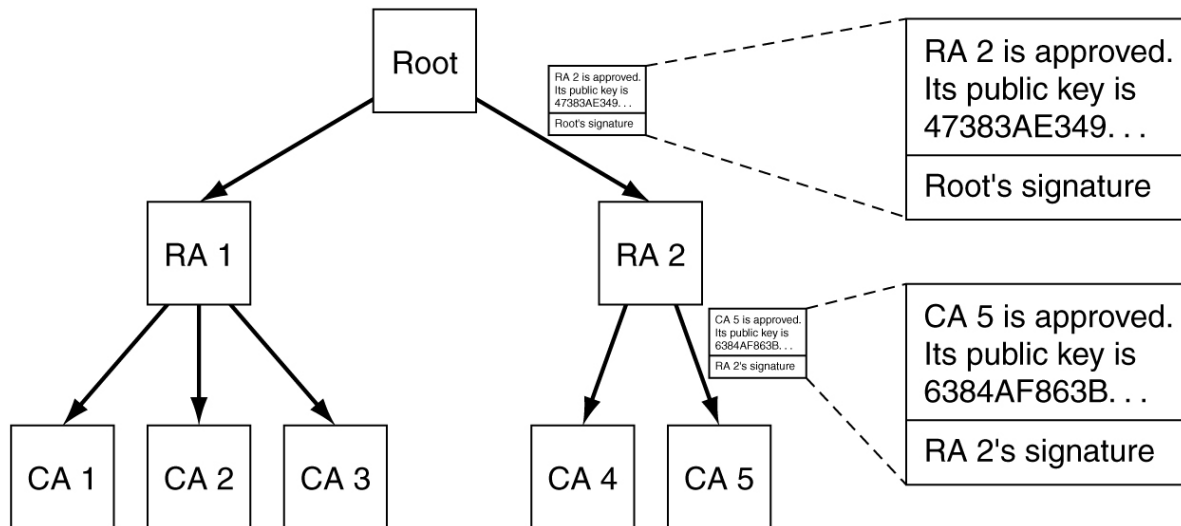 Root
RA 2 is approved.
Its public key is
47383AE349. . .
Root's signature
RA 2 is approved.
Its public key is
47383AE349. . .
Root's signature
RA 1
RA 2
CA 5 is approved.
Its public key is
6384AF863B. . .
RA 2's signature
CA 5 is approved.
Its public key is
6384AF863B. . .
RA 2's signature
CA 1
CA 2
CA 3
CA 4
CA 5